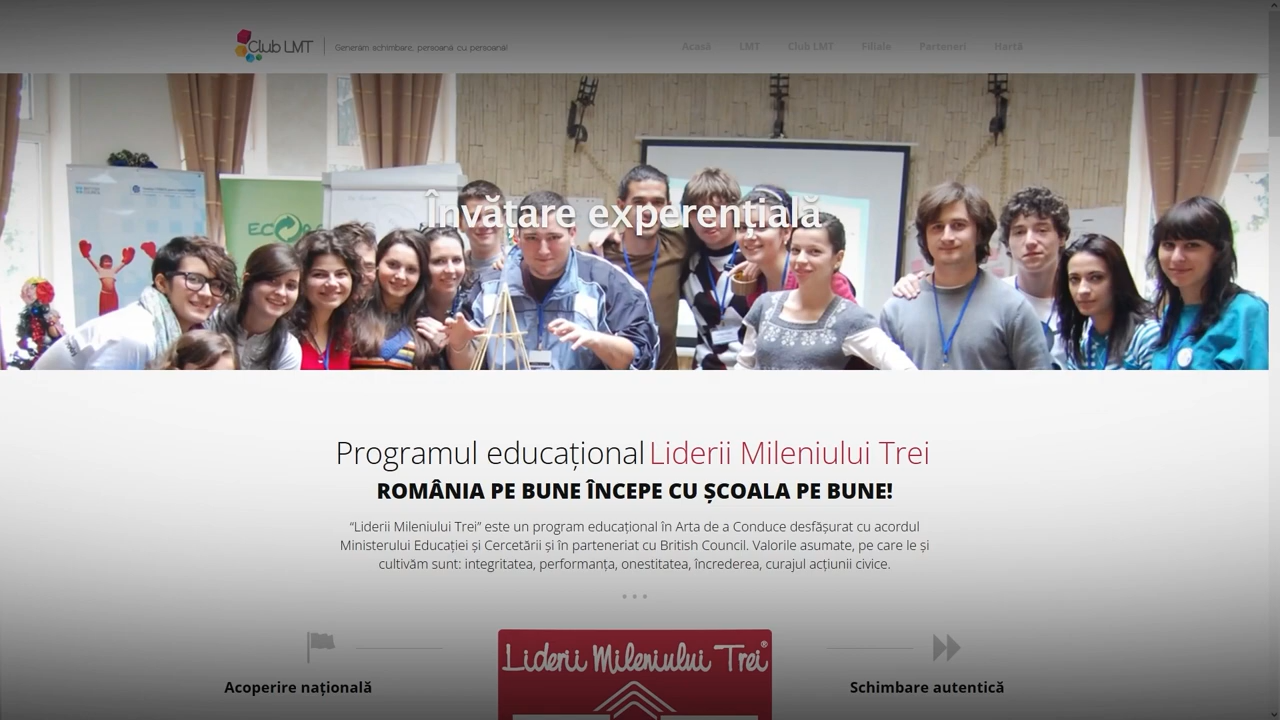 Club LMT
Generăm schimbare, persoană cu persoană!
Acasă LMT Club LMT Filiale Parteneri Hartă
Învățare experențială
Programul educațional Liderii Mileniului Trei
ROMÂNIA PE BUNE ÎNCEPE CU ȘCOALA PE BUNE!
“Liderii Mileniului Trei” este un program educațional în Arta de a Conduce desfășurat cu acordul
Ministerului Educației și Cercetării și în parteneriat cu British Council. Valorile asumate, pe care le și
cultivăm sunt: integritatea, performanța, onestitatea, încrederea, curajul acțiunii civice.
Liderii Mileniului Trei®
Acoperire națională
Schimbare autentică